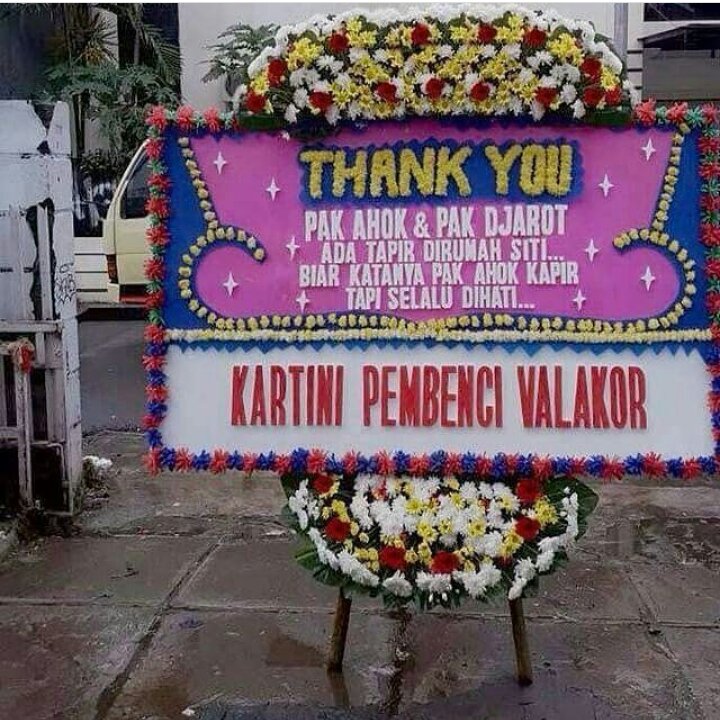 THANK YOU
PAK AHOK & PAK DJAROT
ADA TAPIR DIRUMAH SITI...
BIAR KATANYA PAK AHOK KAPIR
TAPI SELALU DIHATI...
KARTINI PEMBENCI VALAKOR